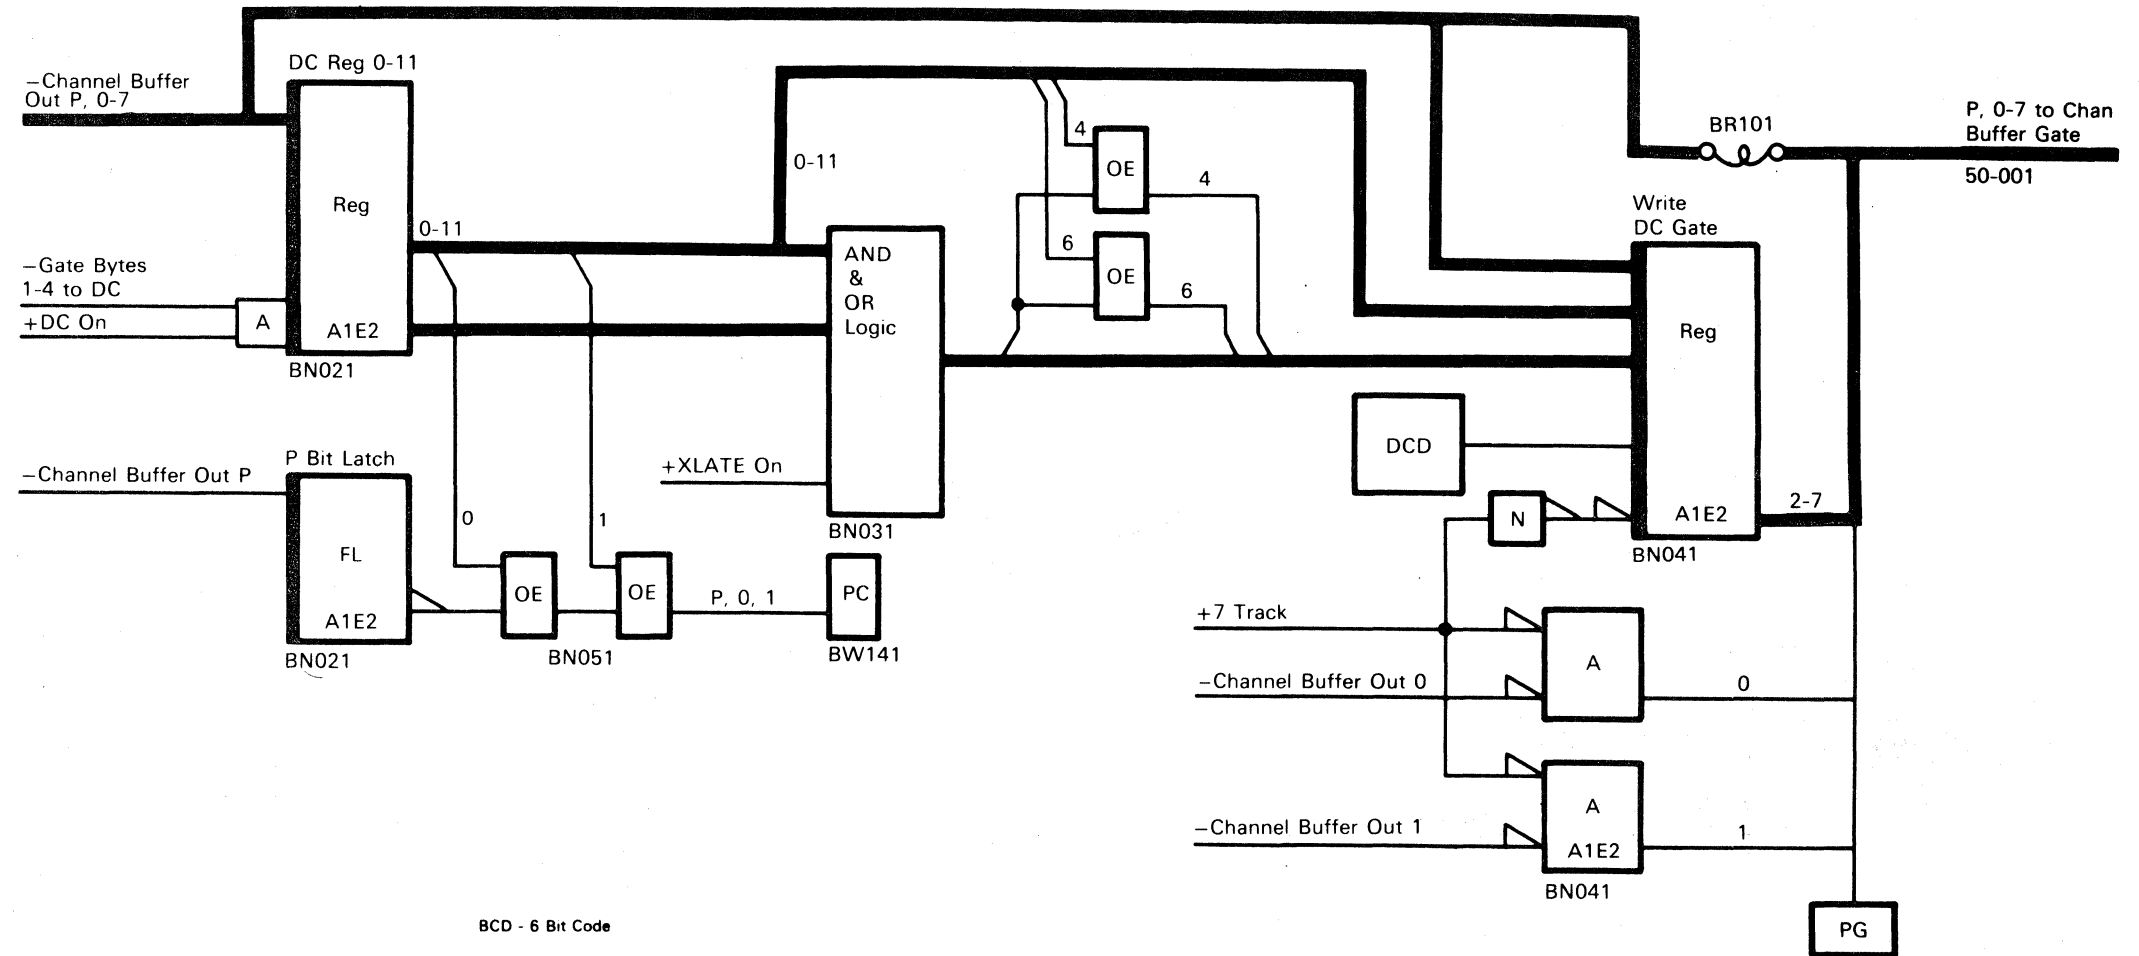 DC Reg 0-11
−Channel Buffer
Out P, 0-7
Reg
A1E2
BN021
−Gate Bytes
1-4 to DC
+DC On
A
0-11
0-11
AND
&
OR
Logic
BN031
+XLATE On
4
OE
4
6
OE
6
BR101
P, 0-7 to Chan
Buffer Gate
50-001
Write
DC Gate
Reg
A1E2
BN041
2-7
DCD
N
P Bit Latch
−Channel Buffer Out P
FL
A1E2
BN021
0
1
OE
OE
BN051
P, 0, 1
PC
BW141
+7 Track
−Channel Buffer Out 0
A
0
−Channel Buffer Out 1
A
A1E2
BN041
1
PG
BCD - 6 Bit Code